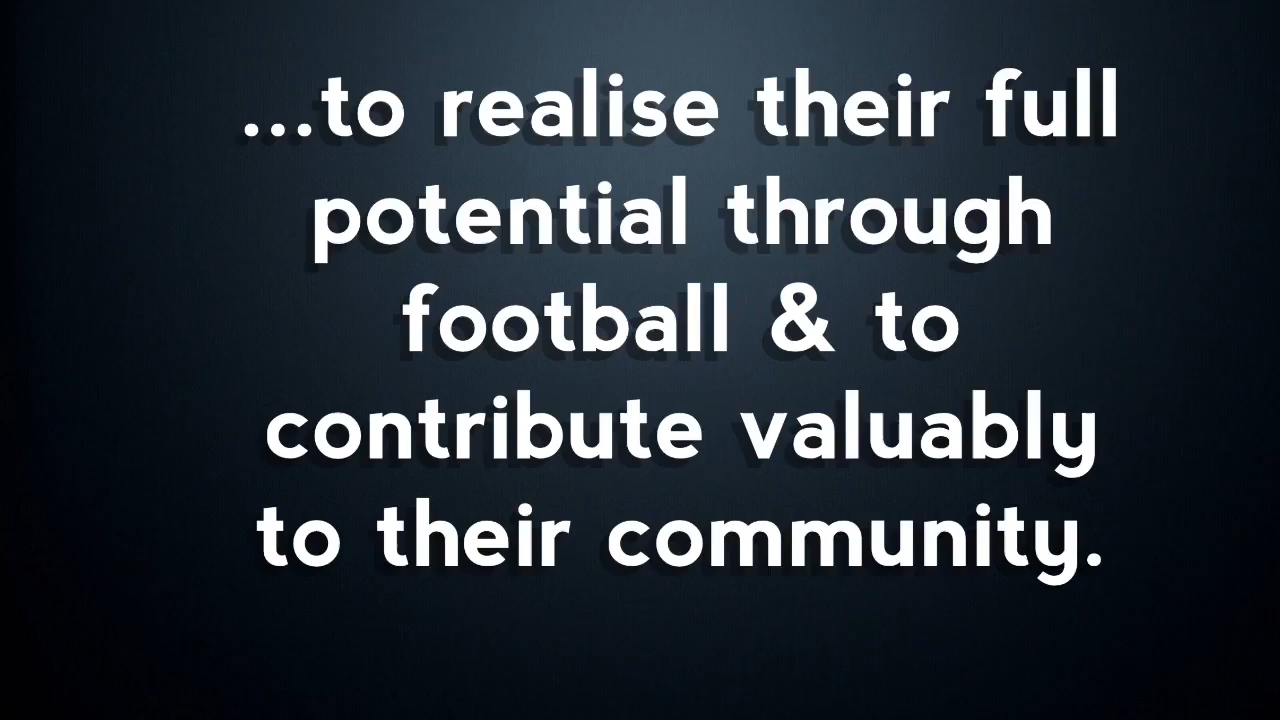 ...to realise their full
potential through
football & to
contribute valuably
to their community.